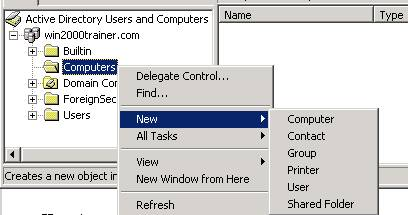 Active Directory Users and Computers
win2000trainer.com
Builtin
Computers
Domain Con
ForeignSec
Users
Name
Type
Delegate Control...
Find...
New
All Tasks
View
New Window from Here
Refresh
Computer
Contact
Group
Printer
User
Shared Folder
Creates a new object in